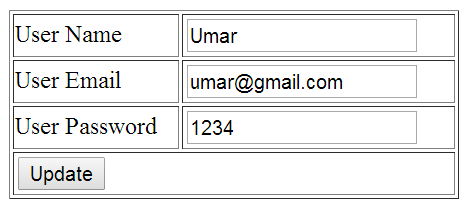 User Name Umar
User Email umar@gmail.com
User Password 1234
Update